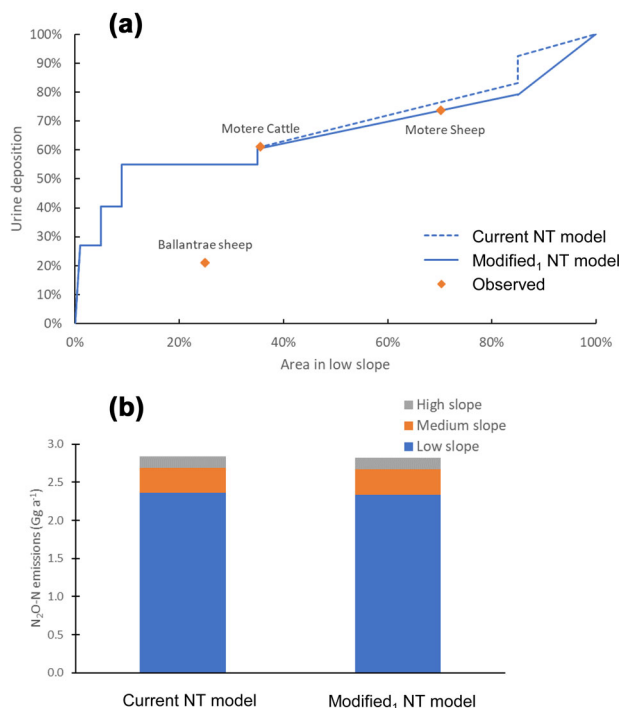 (a)
100%
90%
80%
70%
60%
50%
40%
30%
20%
10%
0%
Urine deposition
Motere Cattle
Motere Sheep
Ballantrae sheep
Current NT model
Modified₁ NT model
Observed
0%
20%
40%
60%
80%
100%
Area in low slope
(b)
High slope
Medium slope
Low slope
3.0
2.5
2.0
1.5
1.0
0.5
0.0
N₂O-N emissions (Gg a⁻¹)
Current NT model
Modified₁ NT model